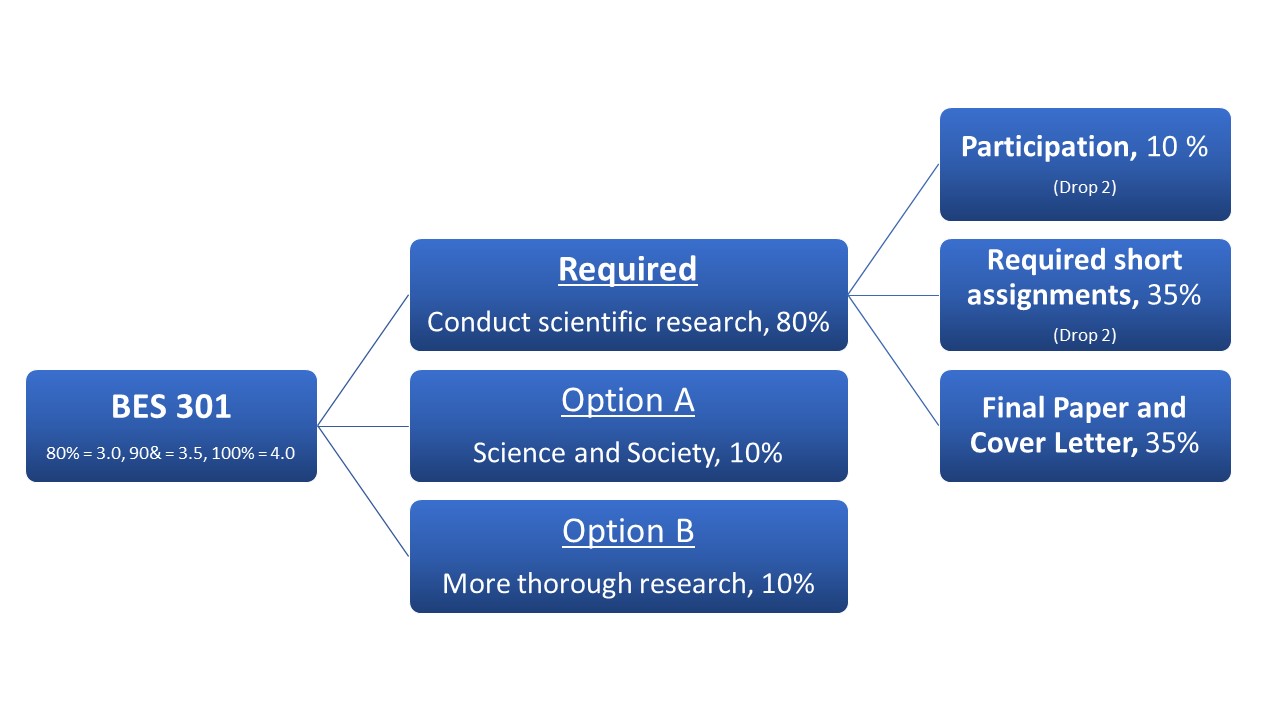 BES 301
80% = 3.0, 90& = 3.5, 100% = 4.0
Required
Conduct scientific research, 80%
Option A
Science and Society, 10%
Option B
More thorough research, 10%
Participation, 10 %
(Drop 2)
Required short
assignments, 35%
(Drop 2)
Final Paper and
Cover Letter, 35%